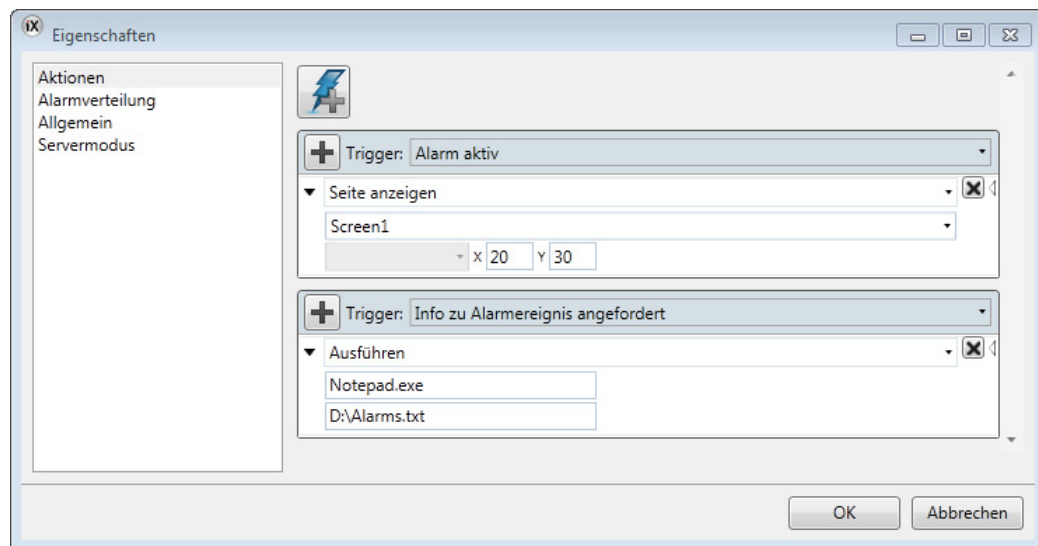 iX Eigenschaften
Aktionen
Alarmverteilung
Allgemein
Servermodus
Trigger: Alarm aktiv
Seite anzeigen
Screen1
X 20 Y 30
Trigger: Info zu Alarmereignis angefordert
Ausführen
Notepad.exe
D:\Alarms.txt
OK Abbrechen